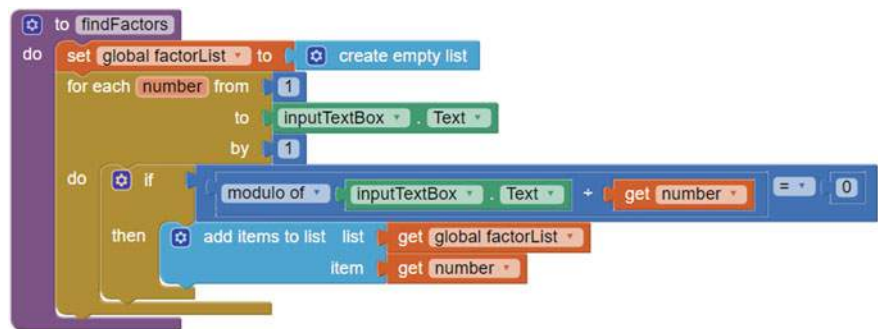 to findFactors
do set global factorList to create empty list
for each number from 1
to inputTextBox . Text
by 1
do if modulo of inputTextBox . Text ÷ get number = 0
then add items to list list get global factorList
item get number